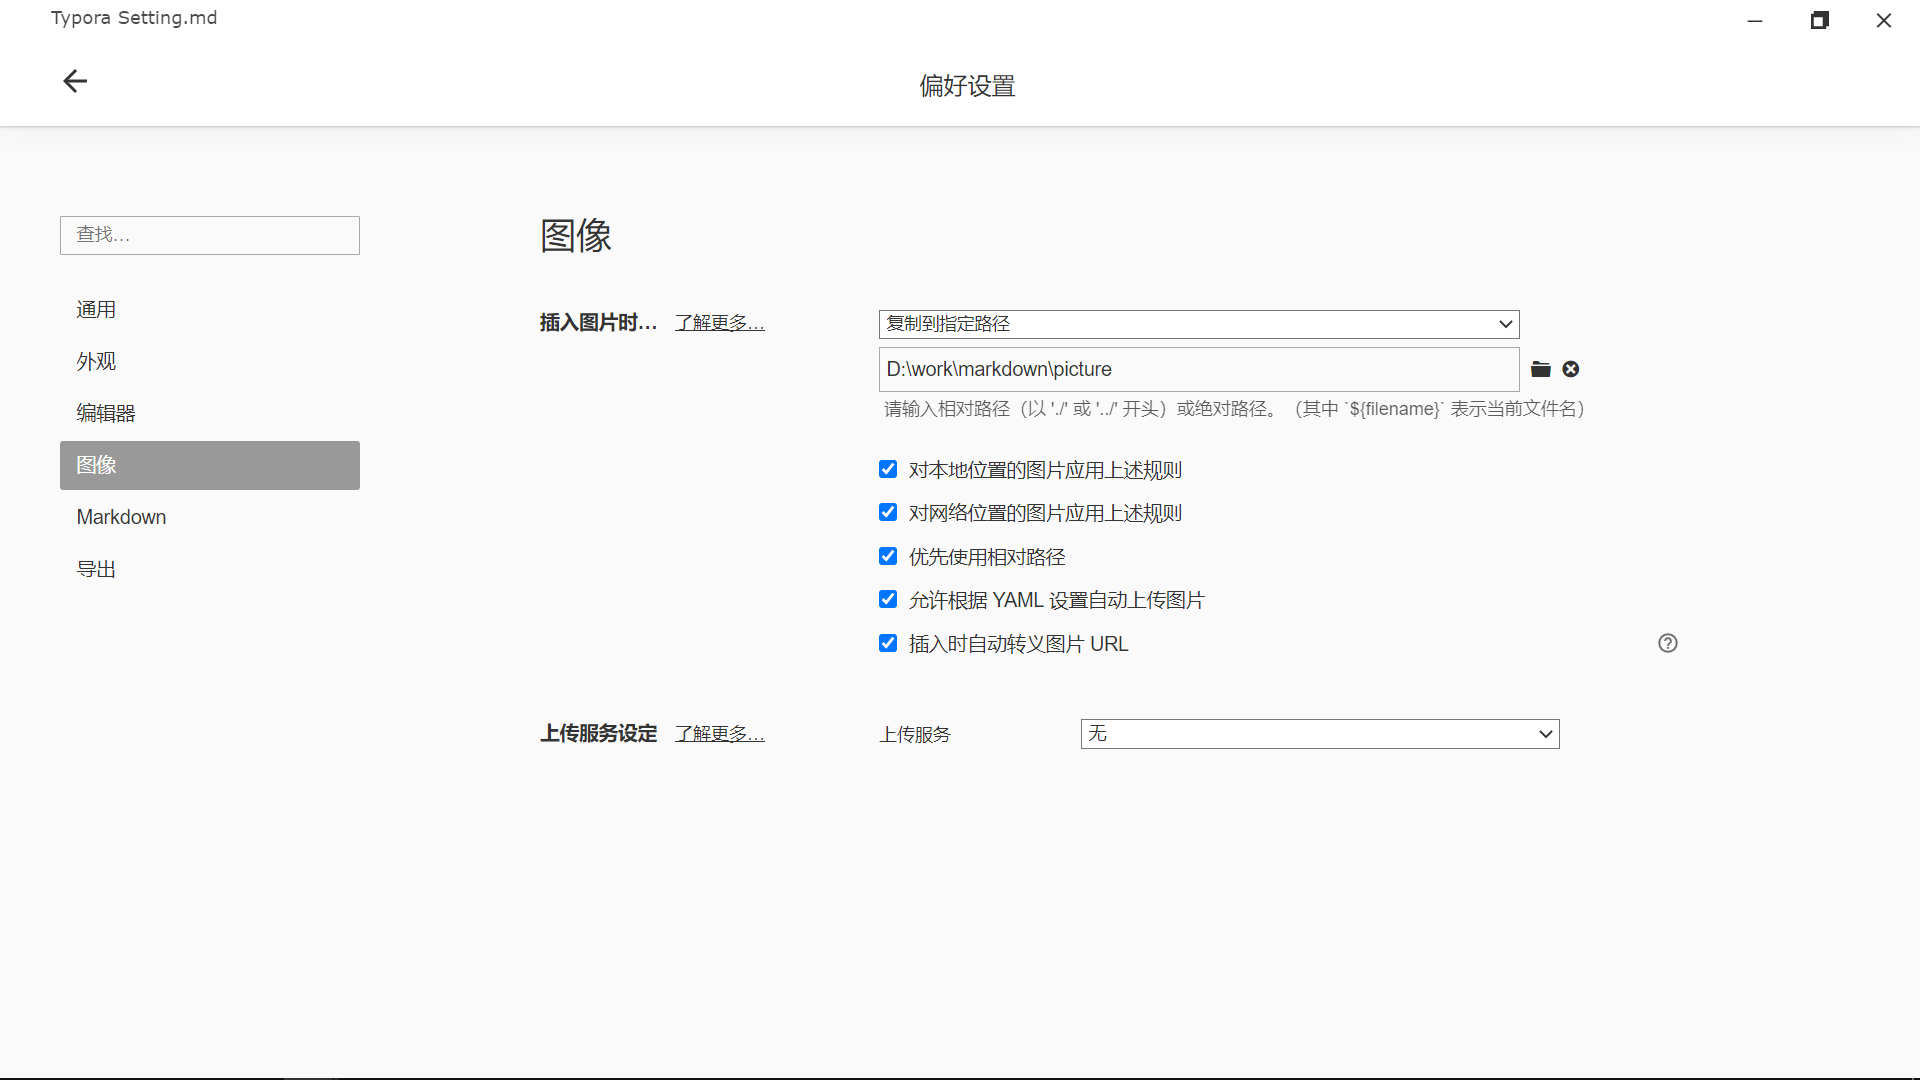 Typora Setting.md
偏好设置
查找...
通用
外观
编辑器
图像
Markdown
导出
图像
插入图片时... 了解更多...
复制到指定路径
D:\work\markdown\picture
请输入相对路径（以 './' 或 '../' 开头）或绝对路径。（其中 `${filename}` 表示当前文件名）
对本地位置的图片应用上述规则
对网络位置的图片应用上述规则
优先使用相对路径
允许根据 YAML 设置自动上传图片
插入时自动转义图片 URL
上传服务设定 了解更多...
上传服务 无